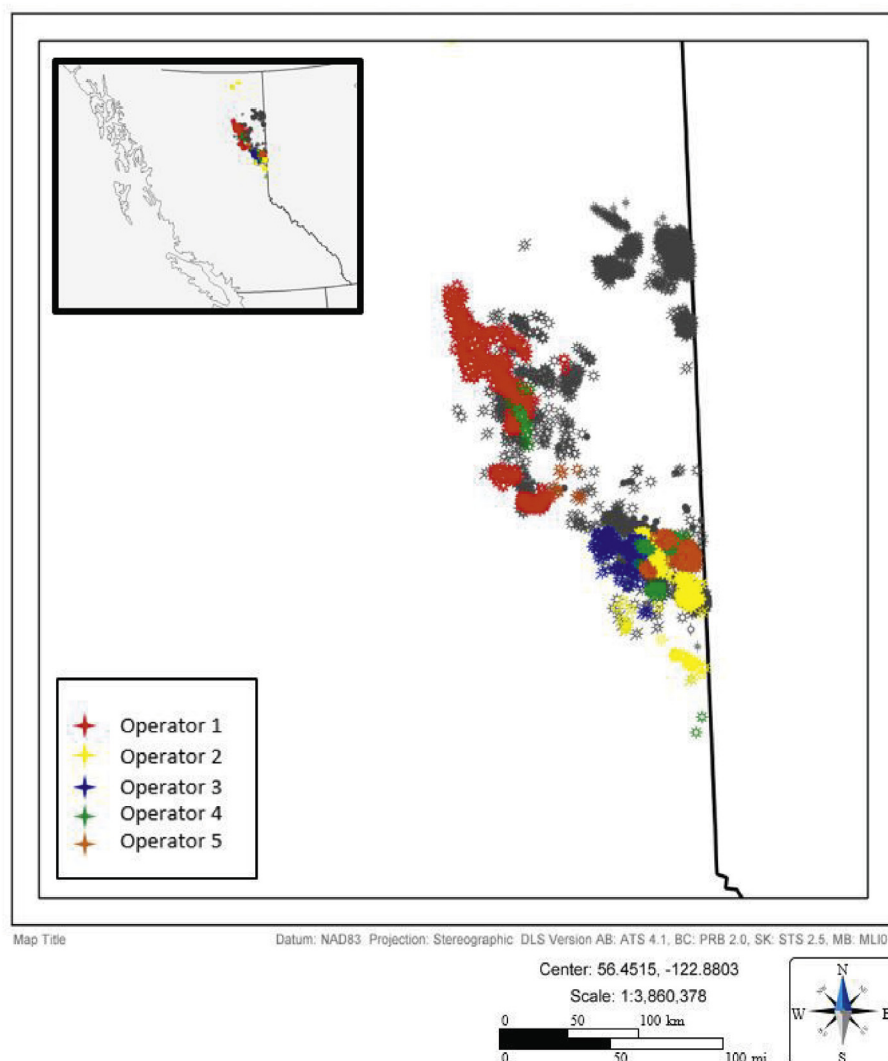 Operator 1
Operator 2
Operator 3
Operator 4
Operator 5
Map Title Datum: NAD83 Projection: Stereographic DLS Version AB: ATS 4.1, BC: PRB 2.0, SK: STS 2.5, MB: MLI0
Center: 56.4515, -122.8803
Scale: 1:3,860,378
0 50 100 km
0 50 100 mi
N
W E
S